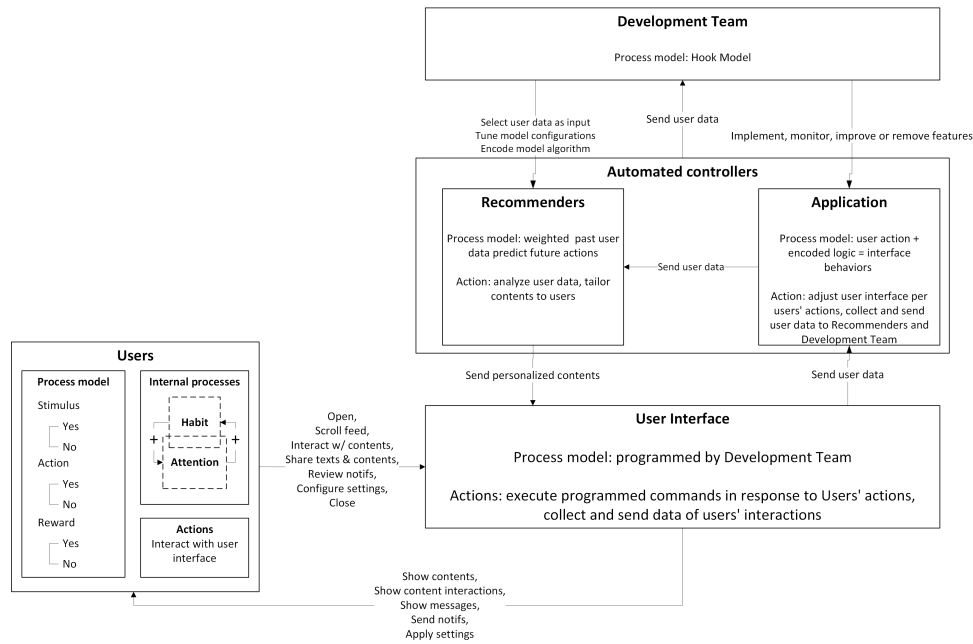 Development Team
Process model: Hook Model
Select user data as input
Tune model configurations
Encode model algorithm
Send user data
Implement, monitor, improve or remove features
Automated controllers
Recommenders
Process model: weighted past user
data predict future actions
Action: analyze user data, tailor
contents to users
Send user data
Application
Process model: user action +
encoded logic = interface
behaviors
Action: adjust user interface per
users' actions, collect and send
user data to Recommenders and
Development Team
Send personalized contents
Send user data
Users
Process model
Stimulus
Yes
No
Action
Yes
No
Reward
Yes
No
Internal processes
Habit
+
+
Attention
Actions
Interact with user
interface
Open,
Scroll feed,
Interact w/ contents,
Share texts & contents,
Review notifs,
Configure settings,
Close
User Interface
Process model: programmed by Development Team
Actions: execute programmed commands in response to Users' actions,
collect and send data of users' interactions
Show contents,
Show content interactions,
Show messages,
Send notifs,
Apply settings